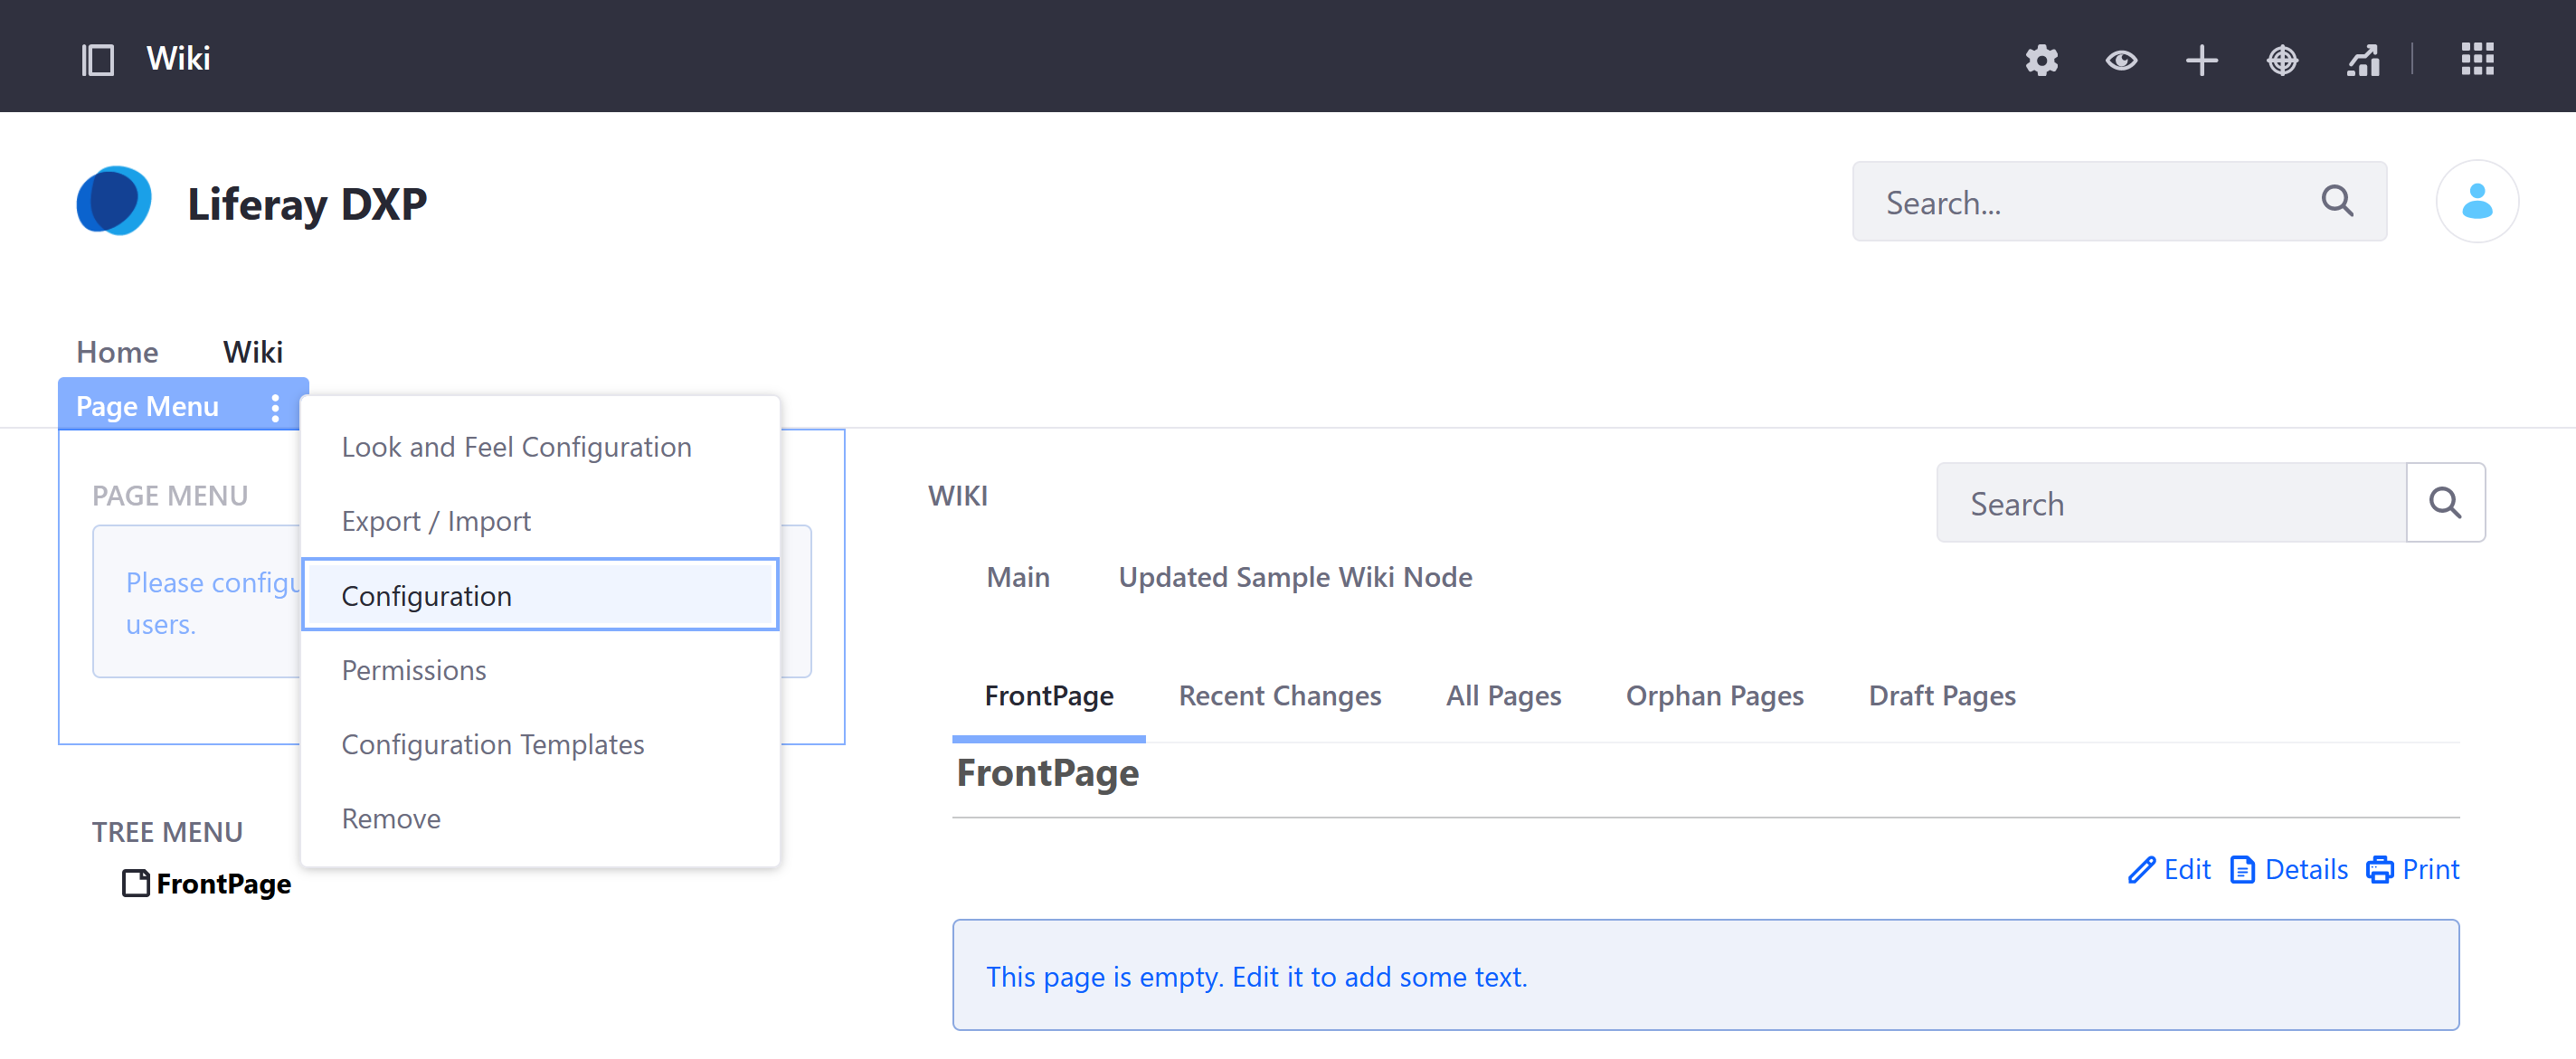 Wiki
Liferay DXP
Search...
Home
Wiki
Page Menu
Look and Feel Configuration
Export / Import
Configuration
Permissions
Configuration Templates
Remove
PAGE MENU
Please
users.
TREE MENU
FrontPage
WIKI
Search
Main
Updated Sample Wiki Node
FrontPage
Recent Changes
All Pages
Orphan Pages
Draft Pages
FrontPage
Edit
Details
Print
This page is empty. Edit it to add some text.